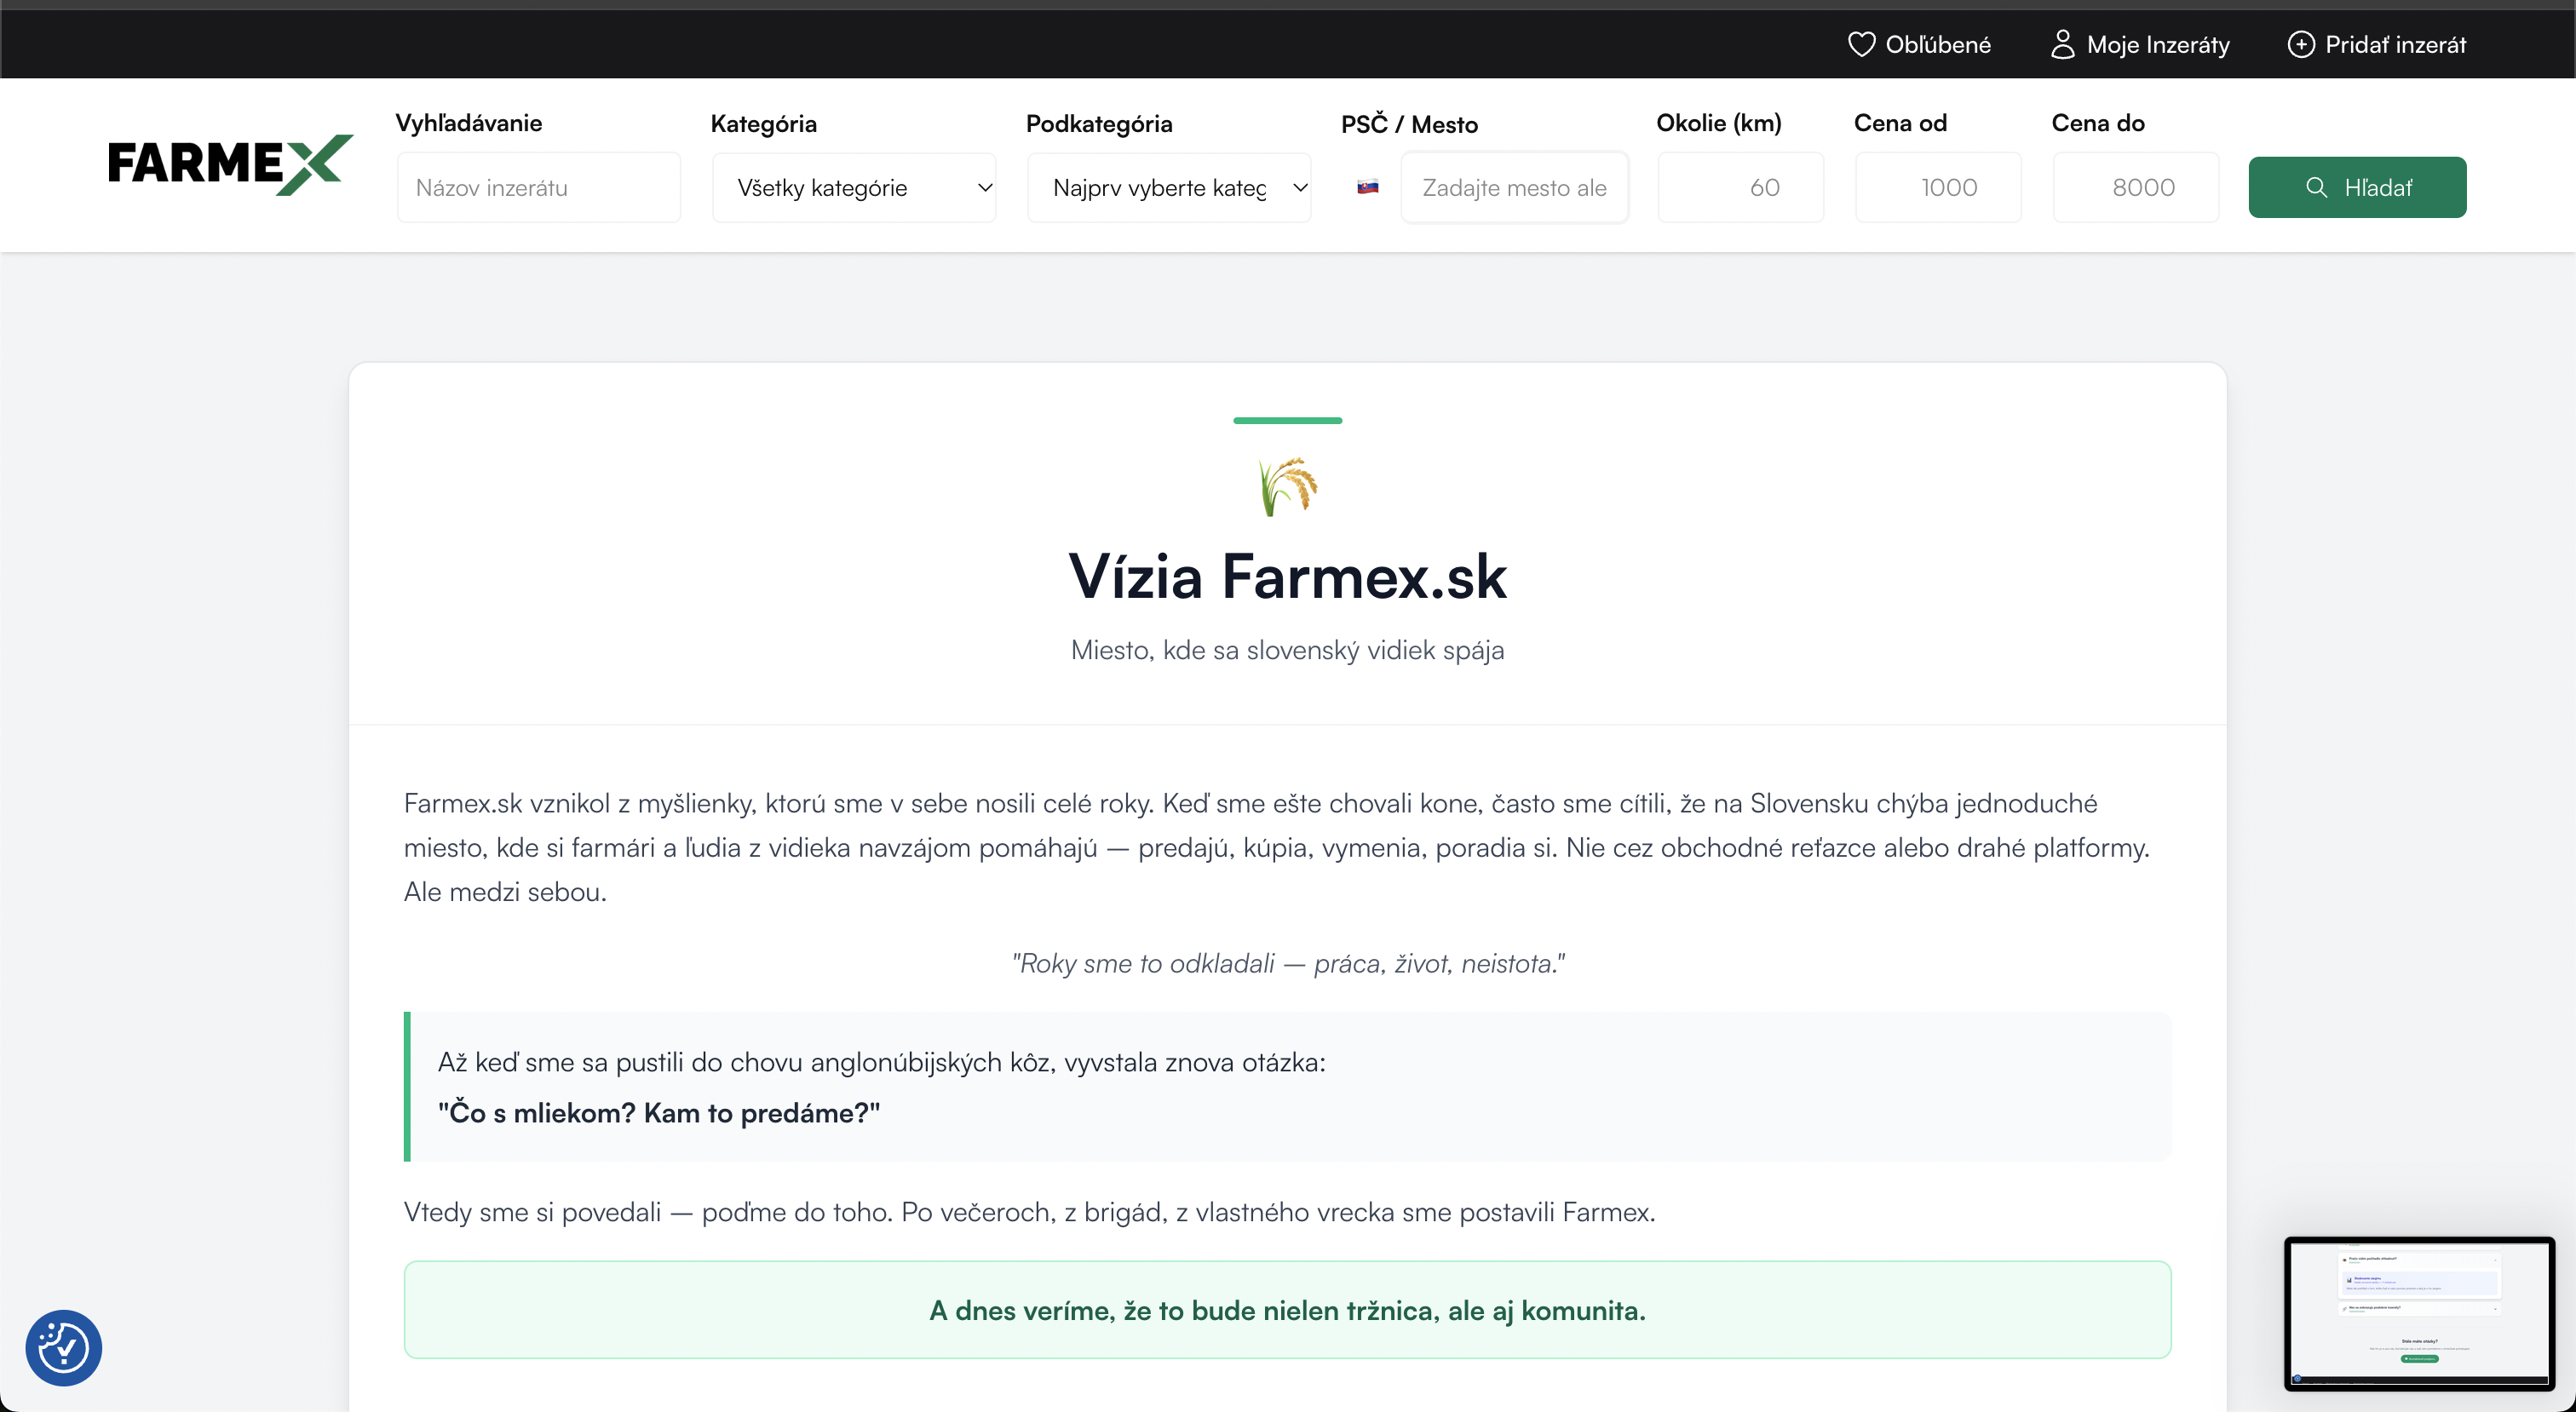 Obľúbené
Moje Inzeráty
Pridať inzerát
FARMEX
Vyhľadávanie
Kategória
Podkategória
PSČ / Mesto
Okolie (km)
Cena od
Cena do
Názov inzerátu
Všetky kategórie
Najprv vyberte kateg
Zadajte mesto ale
60
1000
8000
Hľadať
Vízia Farmex.sk
Miesto, kde sa slovenský vidiek spája
Farmex.sk vznikol z myšlienky, ktorú sme v sebe nosili celé roky. Keď sme ešte chovali kone, často sme cítili, že na Slovensku chýba jednoduché
miesto, kde si farmári a ľudia z vidieka navzájom pomáhajú — predajú, kúpia, vymenia, poradia si. Nie cez obchodné reťazce alebo drahé platformy.
Ale medzi sebou.
"Roky sme to odkladali — práca, život, neistota."
Až keď sme sa pustili do chovu anglonúbijských kôz, vyvstala znova otázka:
"Čo s mliekom? Kam to predáme?"
Vtedy sme si povedali — poďme do toho. Po večeroch, z brigád, z vlastného vrecka sme postavili Farmex.
A dnes veríme, že to bude nielen tržnica, ale aj komunita.